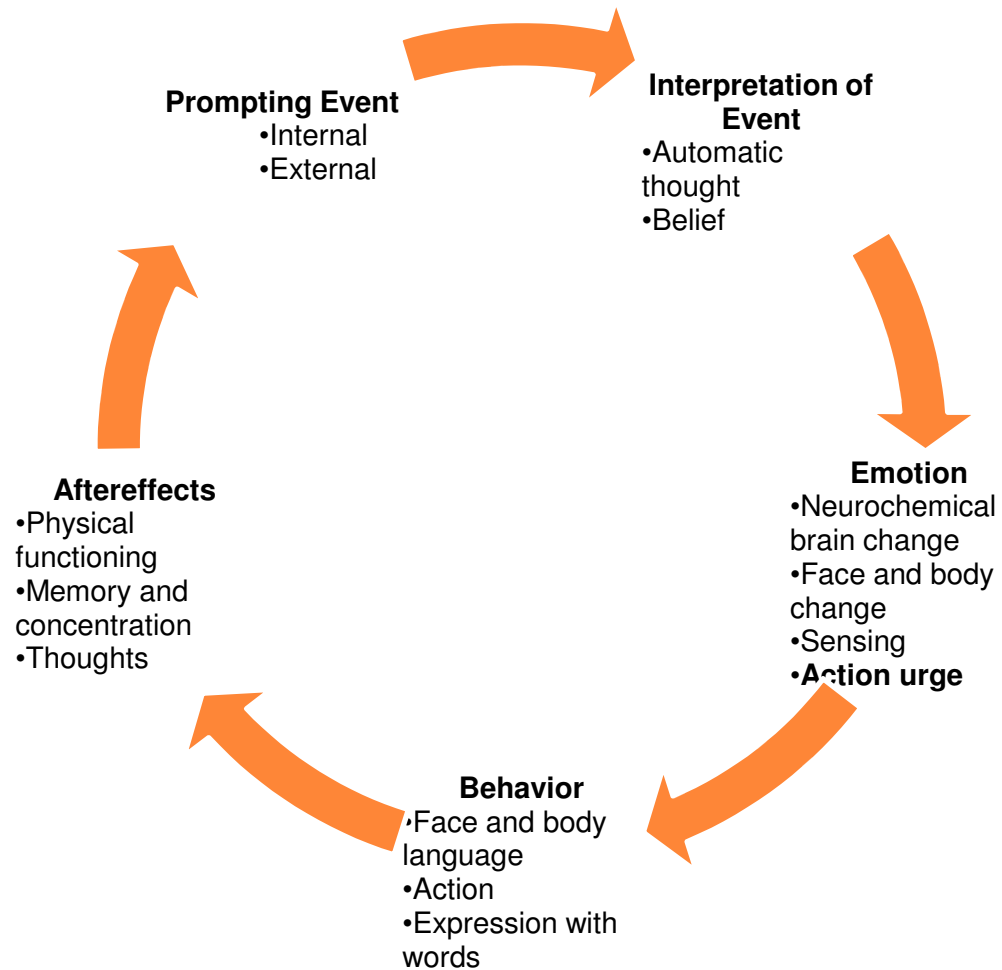 Prompting Event
•Internal
•External
Interpretation of
Event
•Automatic
thought
•Belief
Emotion
•Neurochemical
brain change
•Face and body
change
•Sensing
•Action urge
Behavior
•Face and body
language
•Action
•Expression with
words
Aftereffects
•Physical
functioning
•Memory and
concentration
•Thoughts